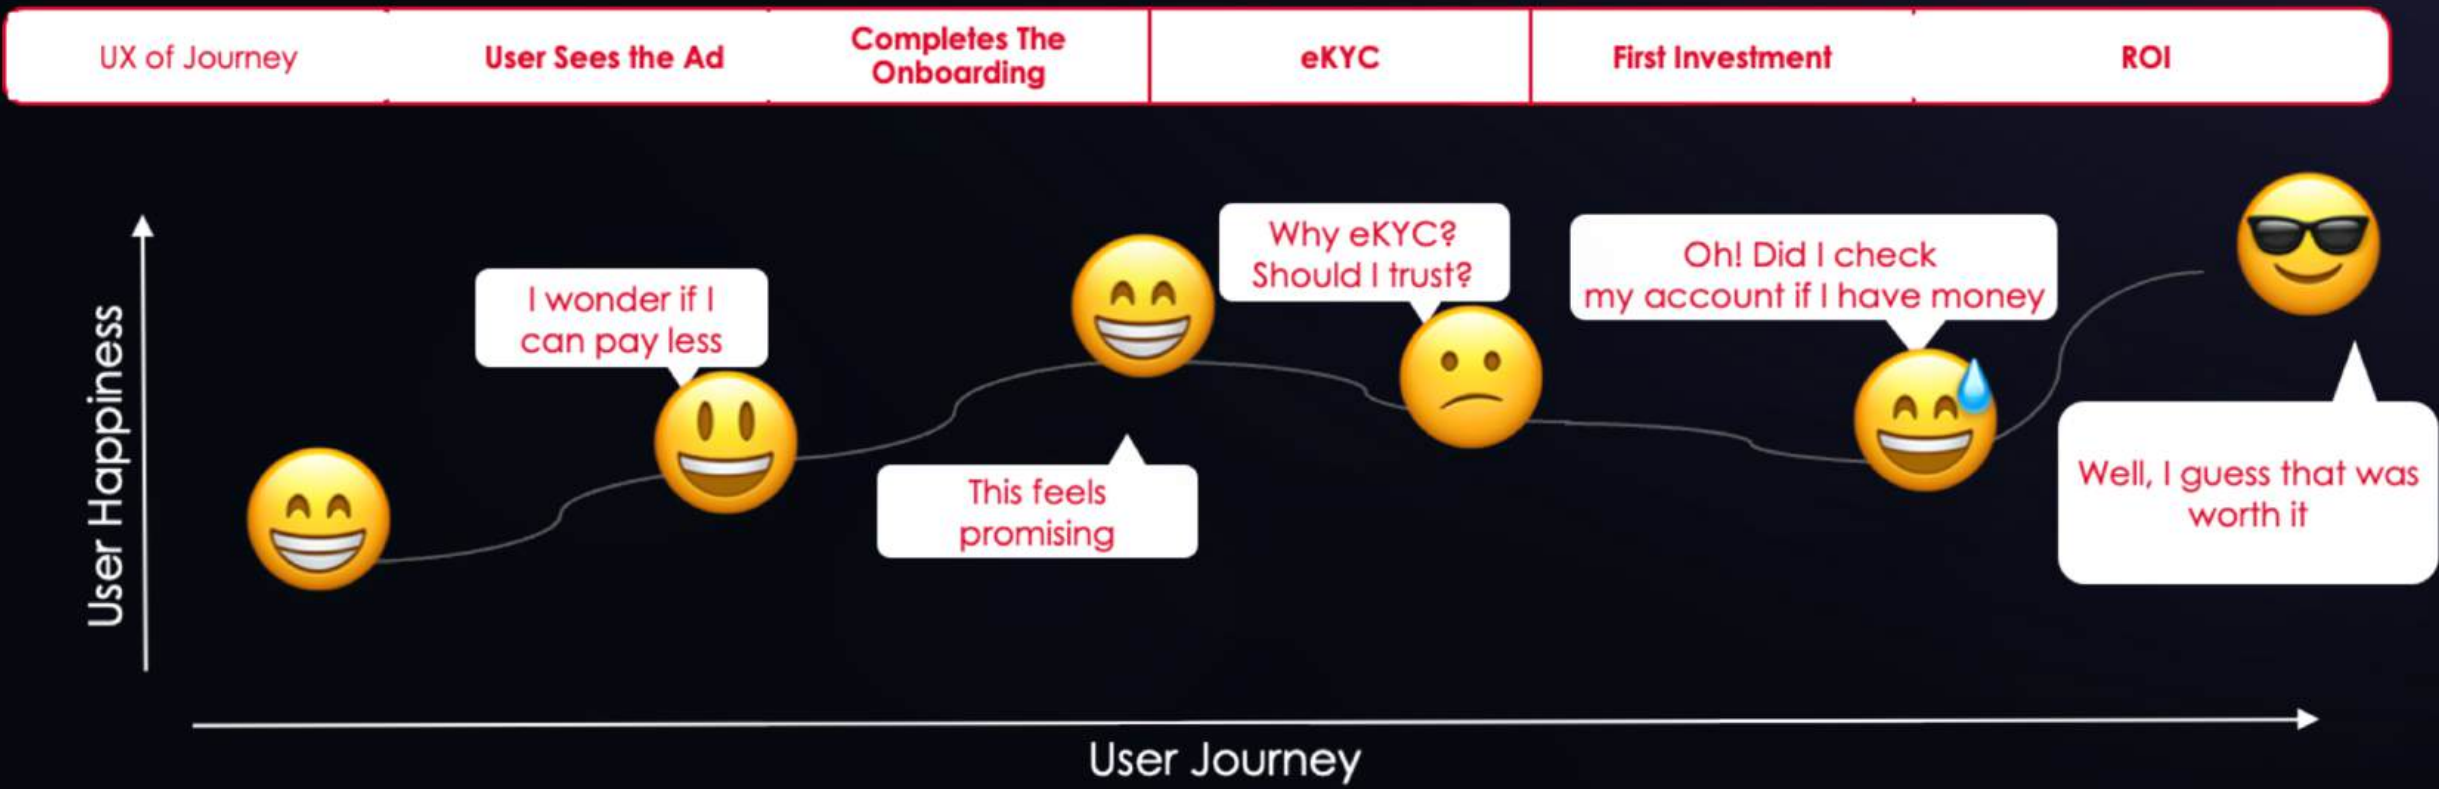 UX of Journey
User Sees the Ad
Completes The
Onboarding
eKYC
First Investment
ROI
User Happiness
I wonder if I
can pay less
This feels
promising
Why eKYC?
Should I trust?
Oh! Did I check
my account if I have money
Well, I guess that was
worth it
User Journey